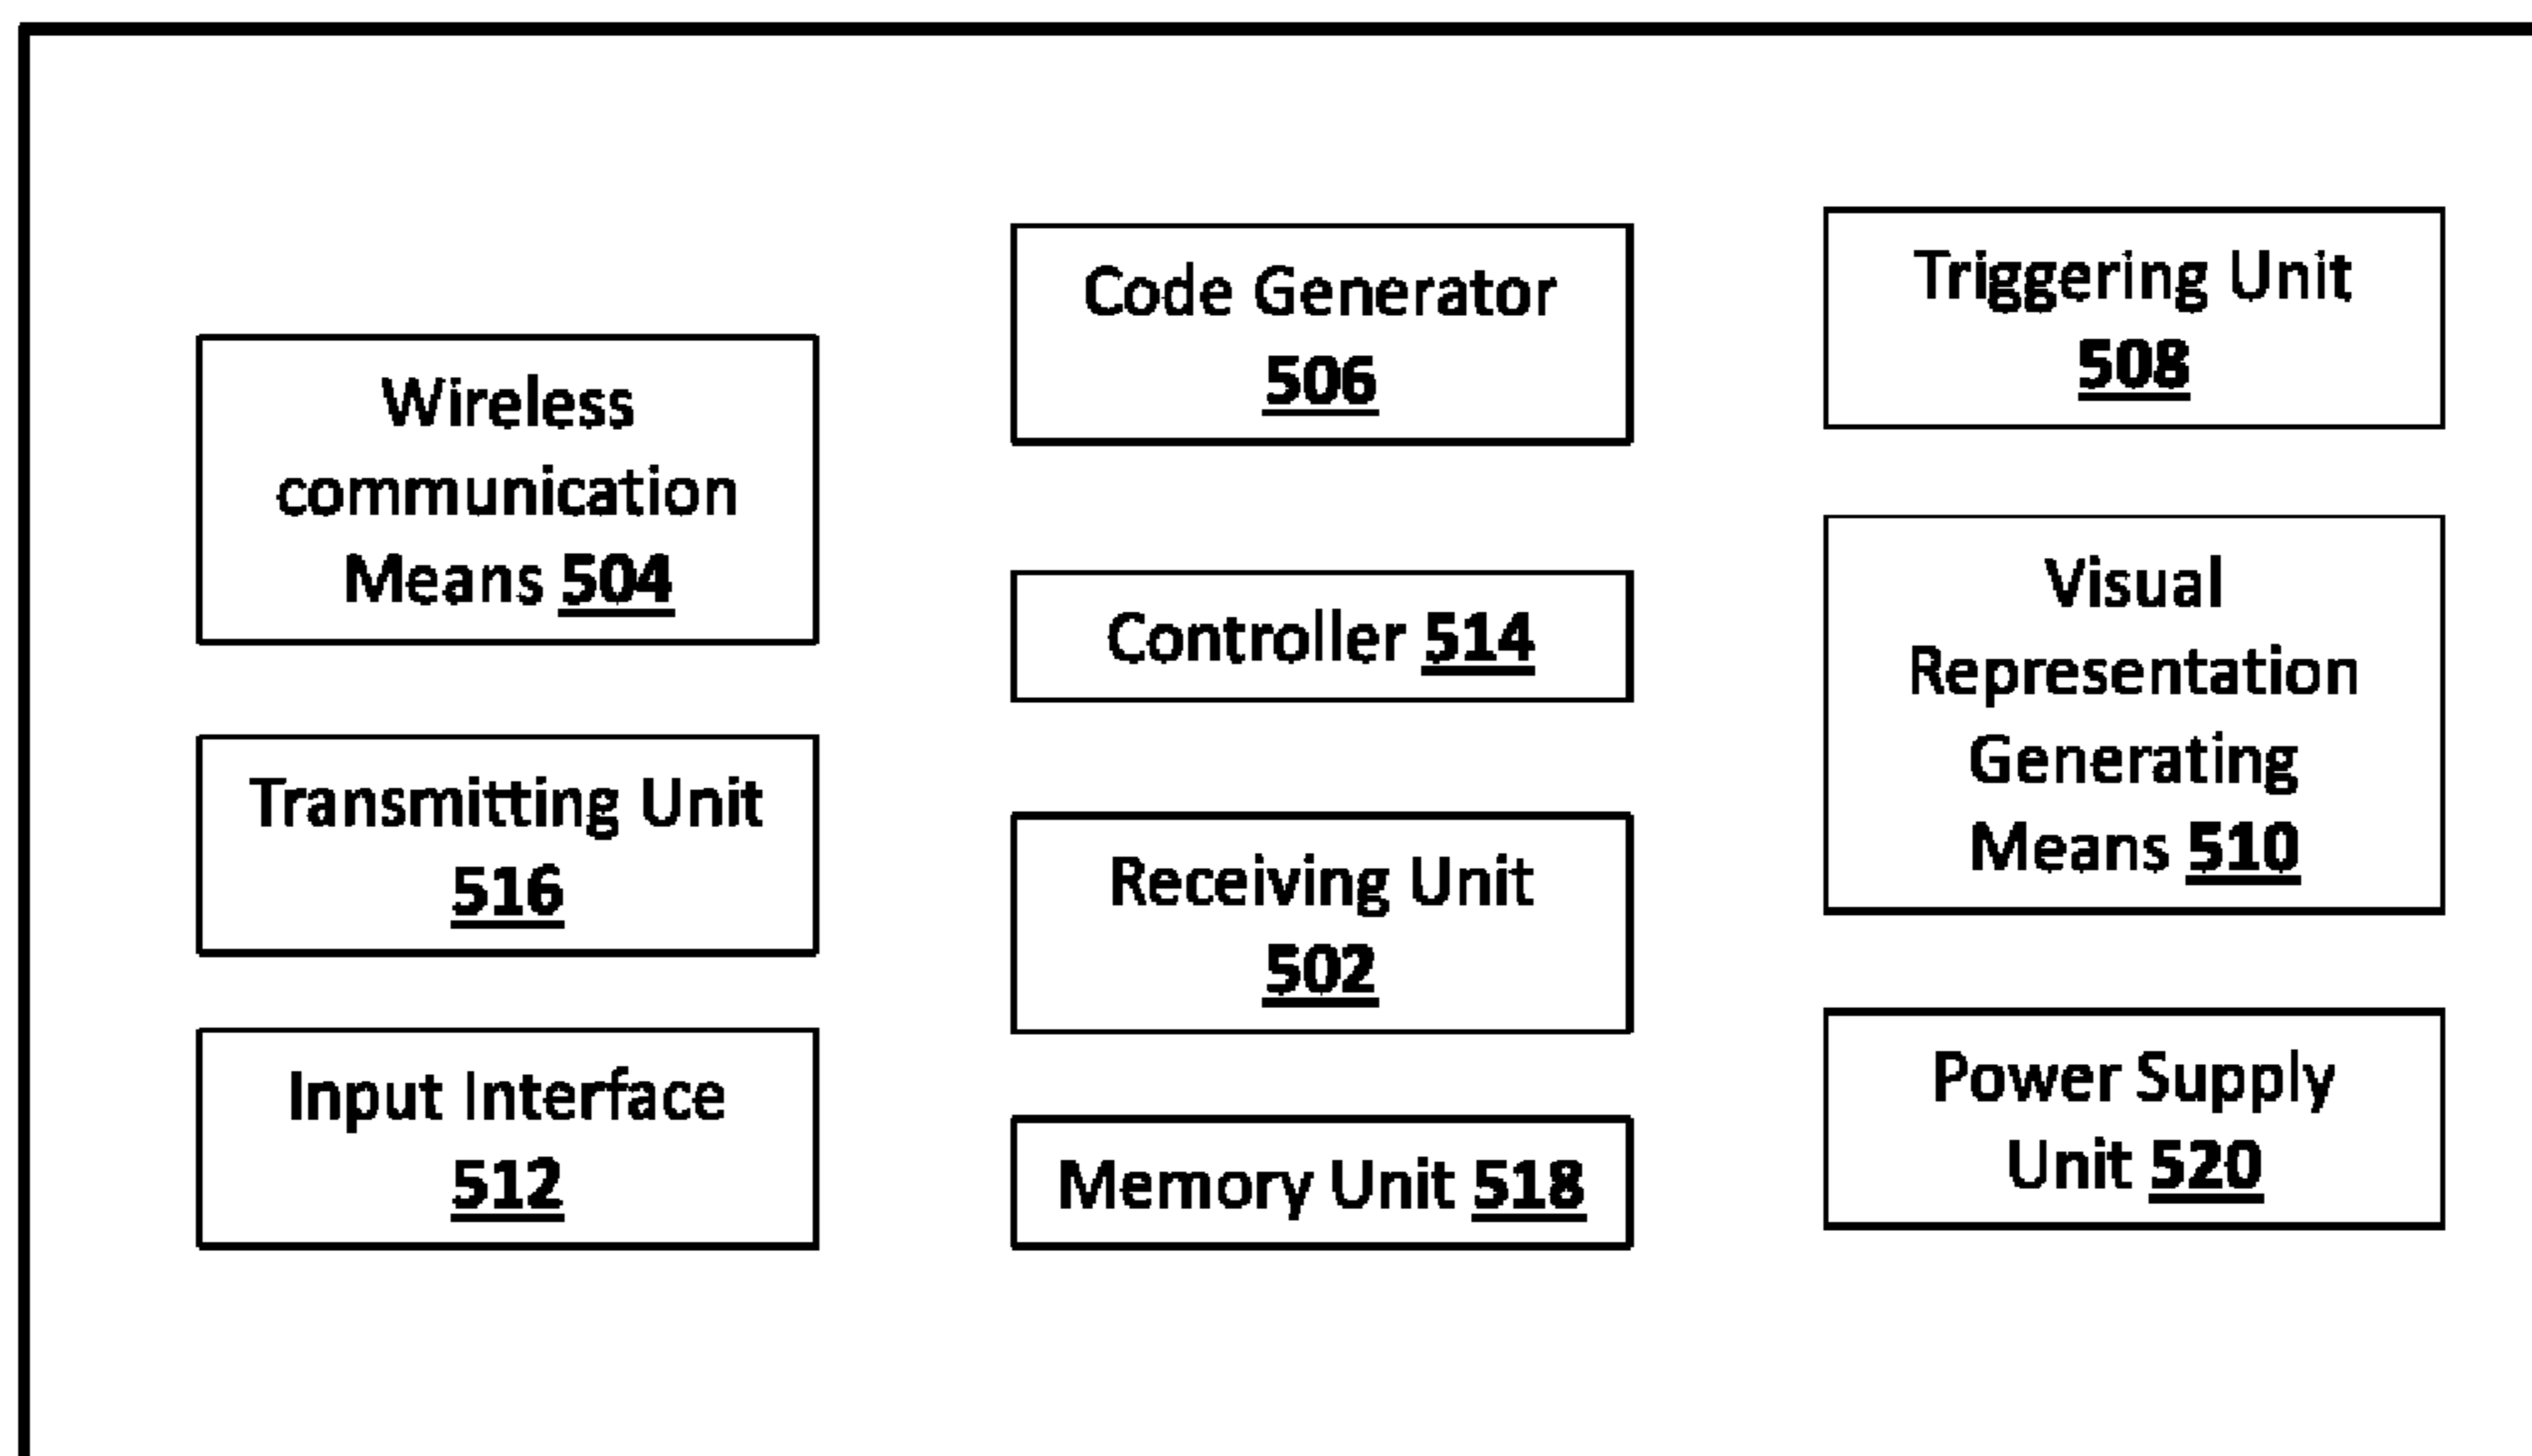 Wireless
communication
Means 504
Transmitting Unit
516
Input Interface
512
Code Generator
506
Controller 514
Receiving Unit
502
Memory Unit 518
Triggering Unit
508
Visual
Representation
Generating
Means 510
Power Supply
Unit 520